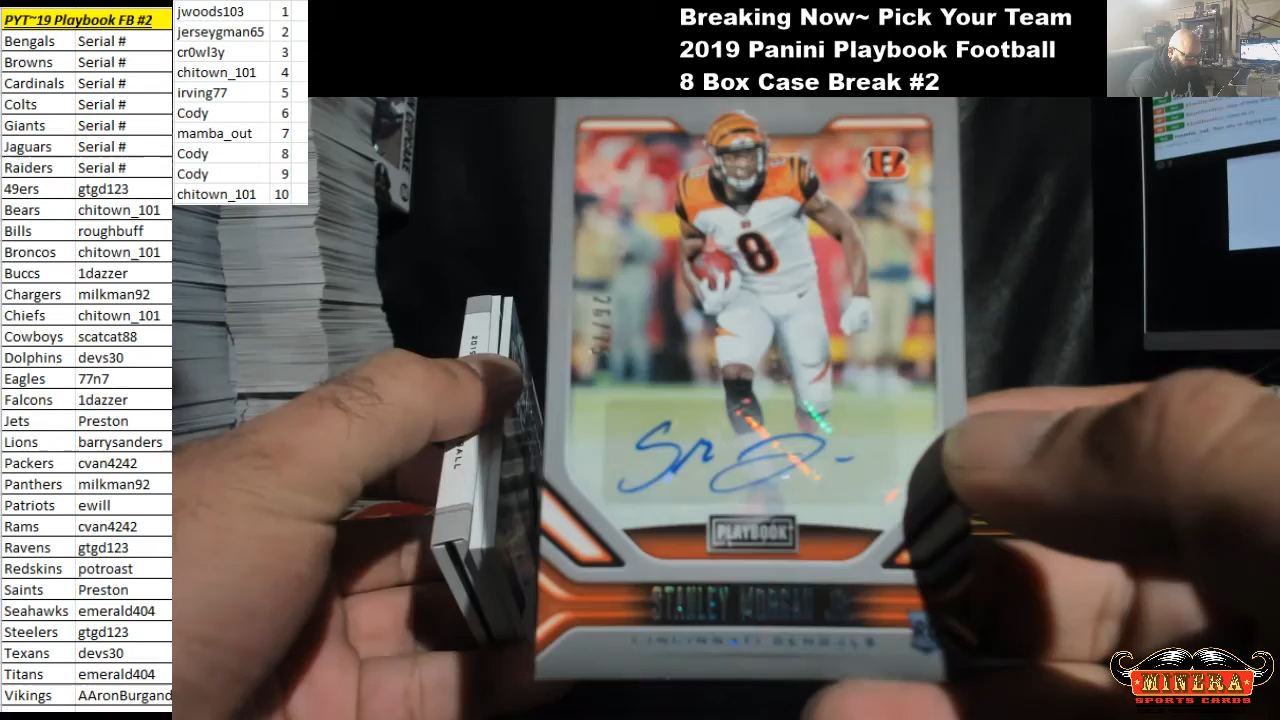 PYT~19 Playbook FB #2
Bengals Serial #
Browns Serial #
Cardinals Serial #
Colts Serial #
Giants Serial #
Jaguars Serial #
Raiders Serial #
49ers gtgd123
Bears chitown_101
Bills roughbuff
Broncos chitown_101
Buccs 1dazzer
Chargers milkman92
Chiefs chitown_101
Cowboys scatcat88
Dolphins devs30
Eagles 77n7
Falcons 1dazzer
Jets Preston
Lions barrysanders
Packers cvan4242
Panthers milkman92
Patriots ewill
Rams cvan4242
Ravens gtgd123
Redskins potroast
Saints Preston
Seahawks emerald404
Steelers gtgd123
Texans devs30
Titans emerald404
Vikings AAronBurgand
jwoods103 1
jerseygman65 2
cr0wl3y 3
chitown_101 4
irving77 5
Cody 6
mamba_out 7
Cody 8
Cody 9
chitown_101 10
Breaking Now~ Pick Your Team
2019 Panini Playbook Football
8 Box Case Break #2
8
26/75
PLAYBOOK
STANLEY MORGAN JR.
CINCINNATI BENGALS
MINERA
SPORTS CARDS